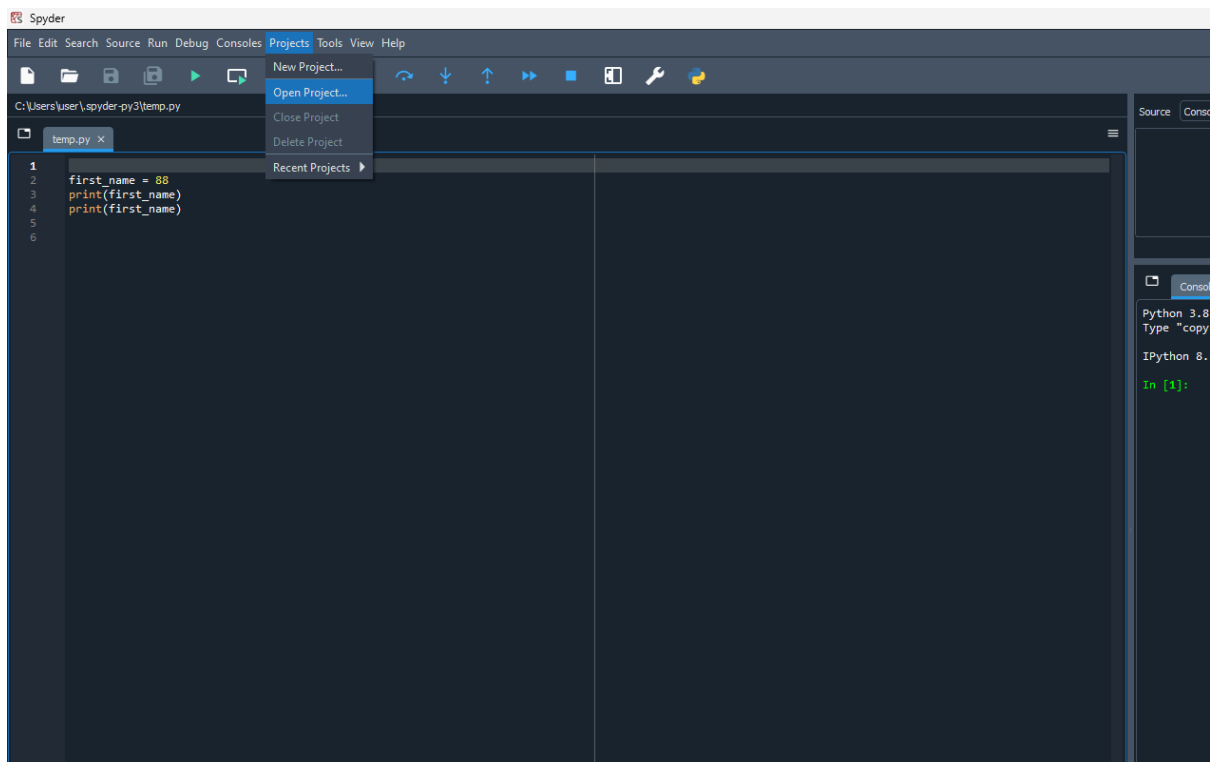 Spyder
File Edit Search Source Run Debug Consoles Projects Tools View Help
New Project...
Open Project...
Close Project
Delete Project
Recent Projects
C:\Users\user\.spyder-py3\temp.py
temp.py
1
2 first_name = 88
3 print(first_name)
4 print(first_name)
5
6
Source Conso
Consol
Python 3.8
Type "copy
IPython 8.
In [1]: